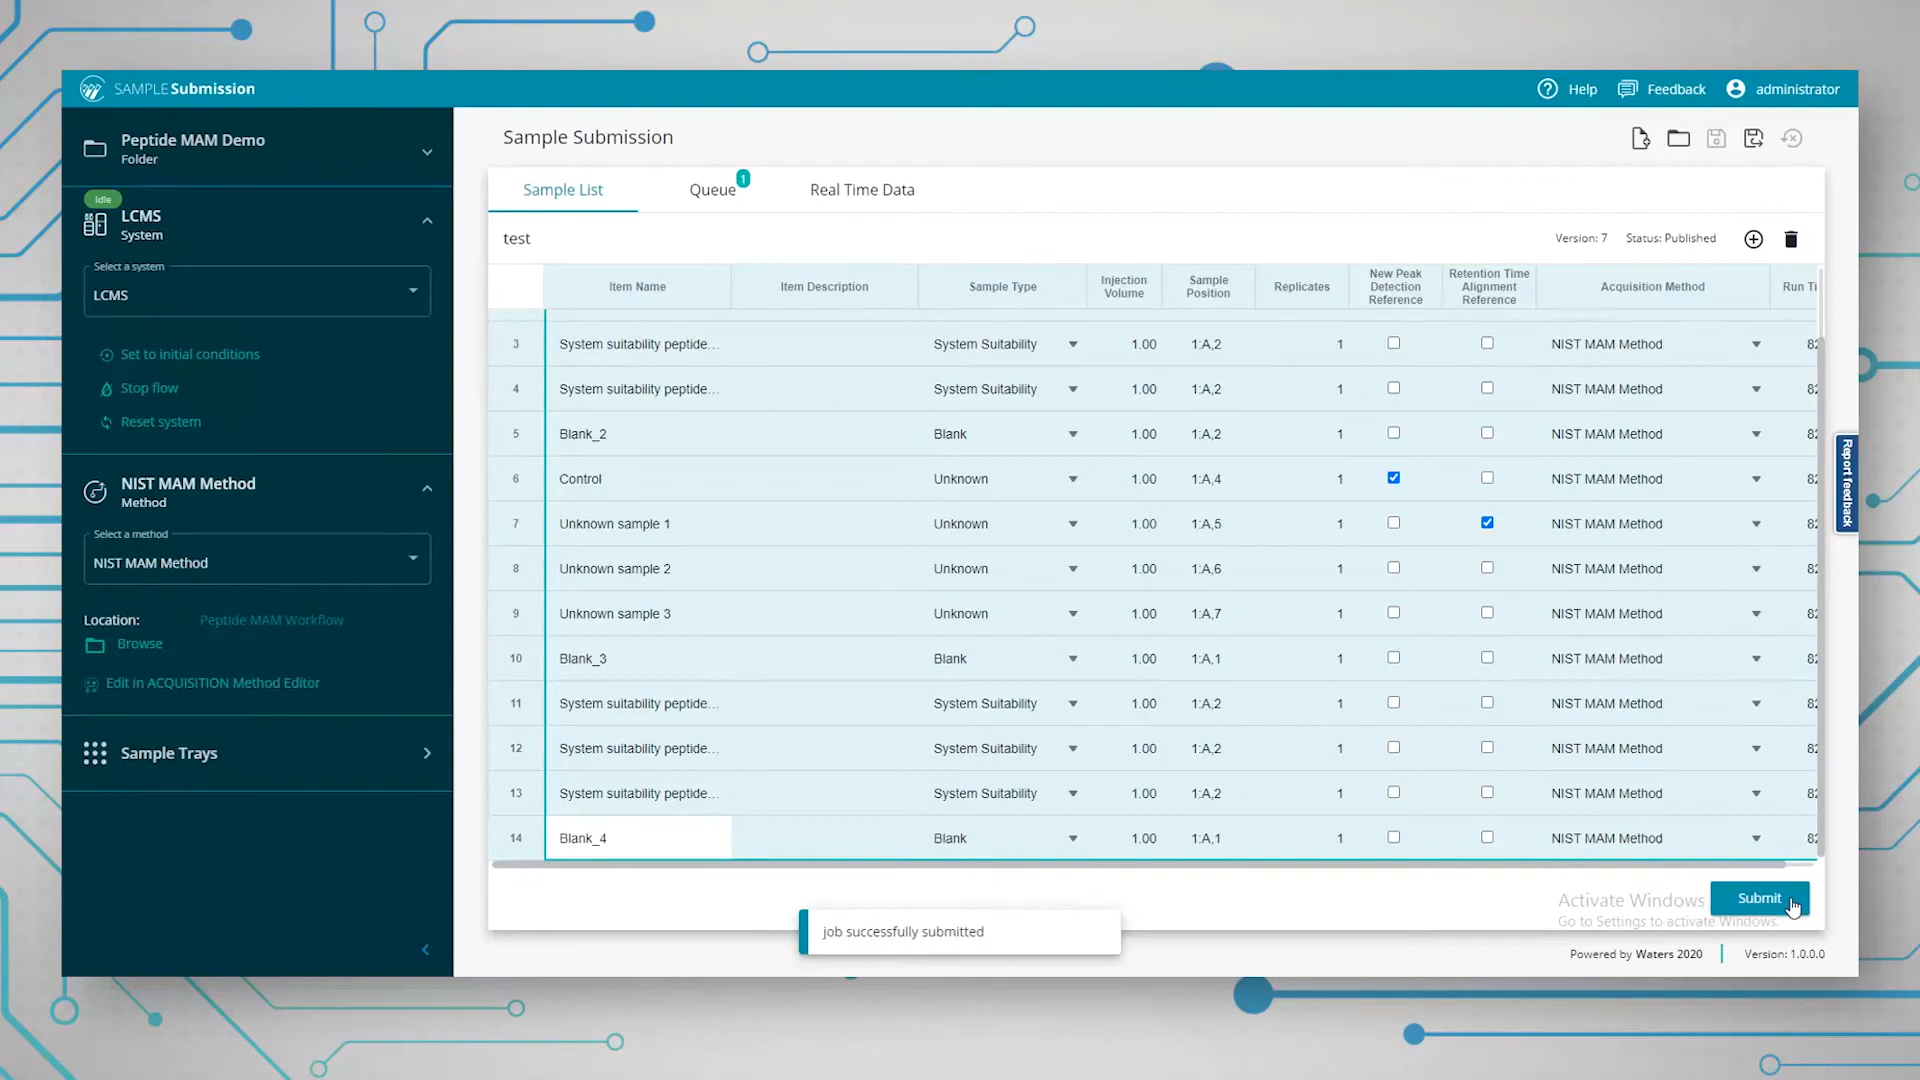 SAMPLE Submission
Help
Feedback
administrator
Peptide MAM Demo
Folder
Idle
LCMS
System
Select a system
LCMS
Set to initial conditions
Stop flow
Reset system
NIST MAM Method
Method
Select a method
NIST MAM Method
Location: Peptide MAM Workflow
Browse
Edit in ACQUISITION Method Editor
Sample Trays
Sample Submission
Sample List
Queue 1
Real Time Data
test
Version: 7 Status: Published
Item Name Item Description Sample Type Injection Volume Sample Position Replicates New Peak Detection Reference Retention Time Alignment Reference Acquisition Method
3 System suitability peptide... System Suitability 1.00 1:A,2 1 NIST MAM Method
4 System suitability peptide... System Suitability 1.00 1:A,2 1 NIST MAM Method
5 Blank_2 Blank 1.00 1:A,2 1 NIST MAM Method
6 Control Unknown 1.00 1:A,4 1 NIST MAM Method
7 Unknown sample 1 Unknown 1.00 1:A,5 1 NIST MAM Method
8 Unknown sample 2 Unknown 1.00 1:A,6 1 NIST MAM Method
9 Unknown sample 3 Unknown 1.00 1:A,7 1 NIST MAM Method
10 Blank_3 Blank 1.00 1:A,1 1 NIST MAM Method
11 System suitability peptide... System Suitability 1.00 1:A,2 1 NIST MAM Method
12 System suitability peptide... System Suitability 1.00 1:A,2 1 NIST MAM Method
13 System suitability peptide... System Suitability 1.00 1:A,2 1 NIST MAM Method
14 Blank_4 Blank 1.00 1:A,1 1 NIST MAM Method
Report feedback
Activate Windows
Go to Settings to activate Windows.
Submit
job successfully submitted
Powered by Waters 2020
Version: 1.0.0.0